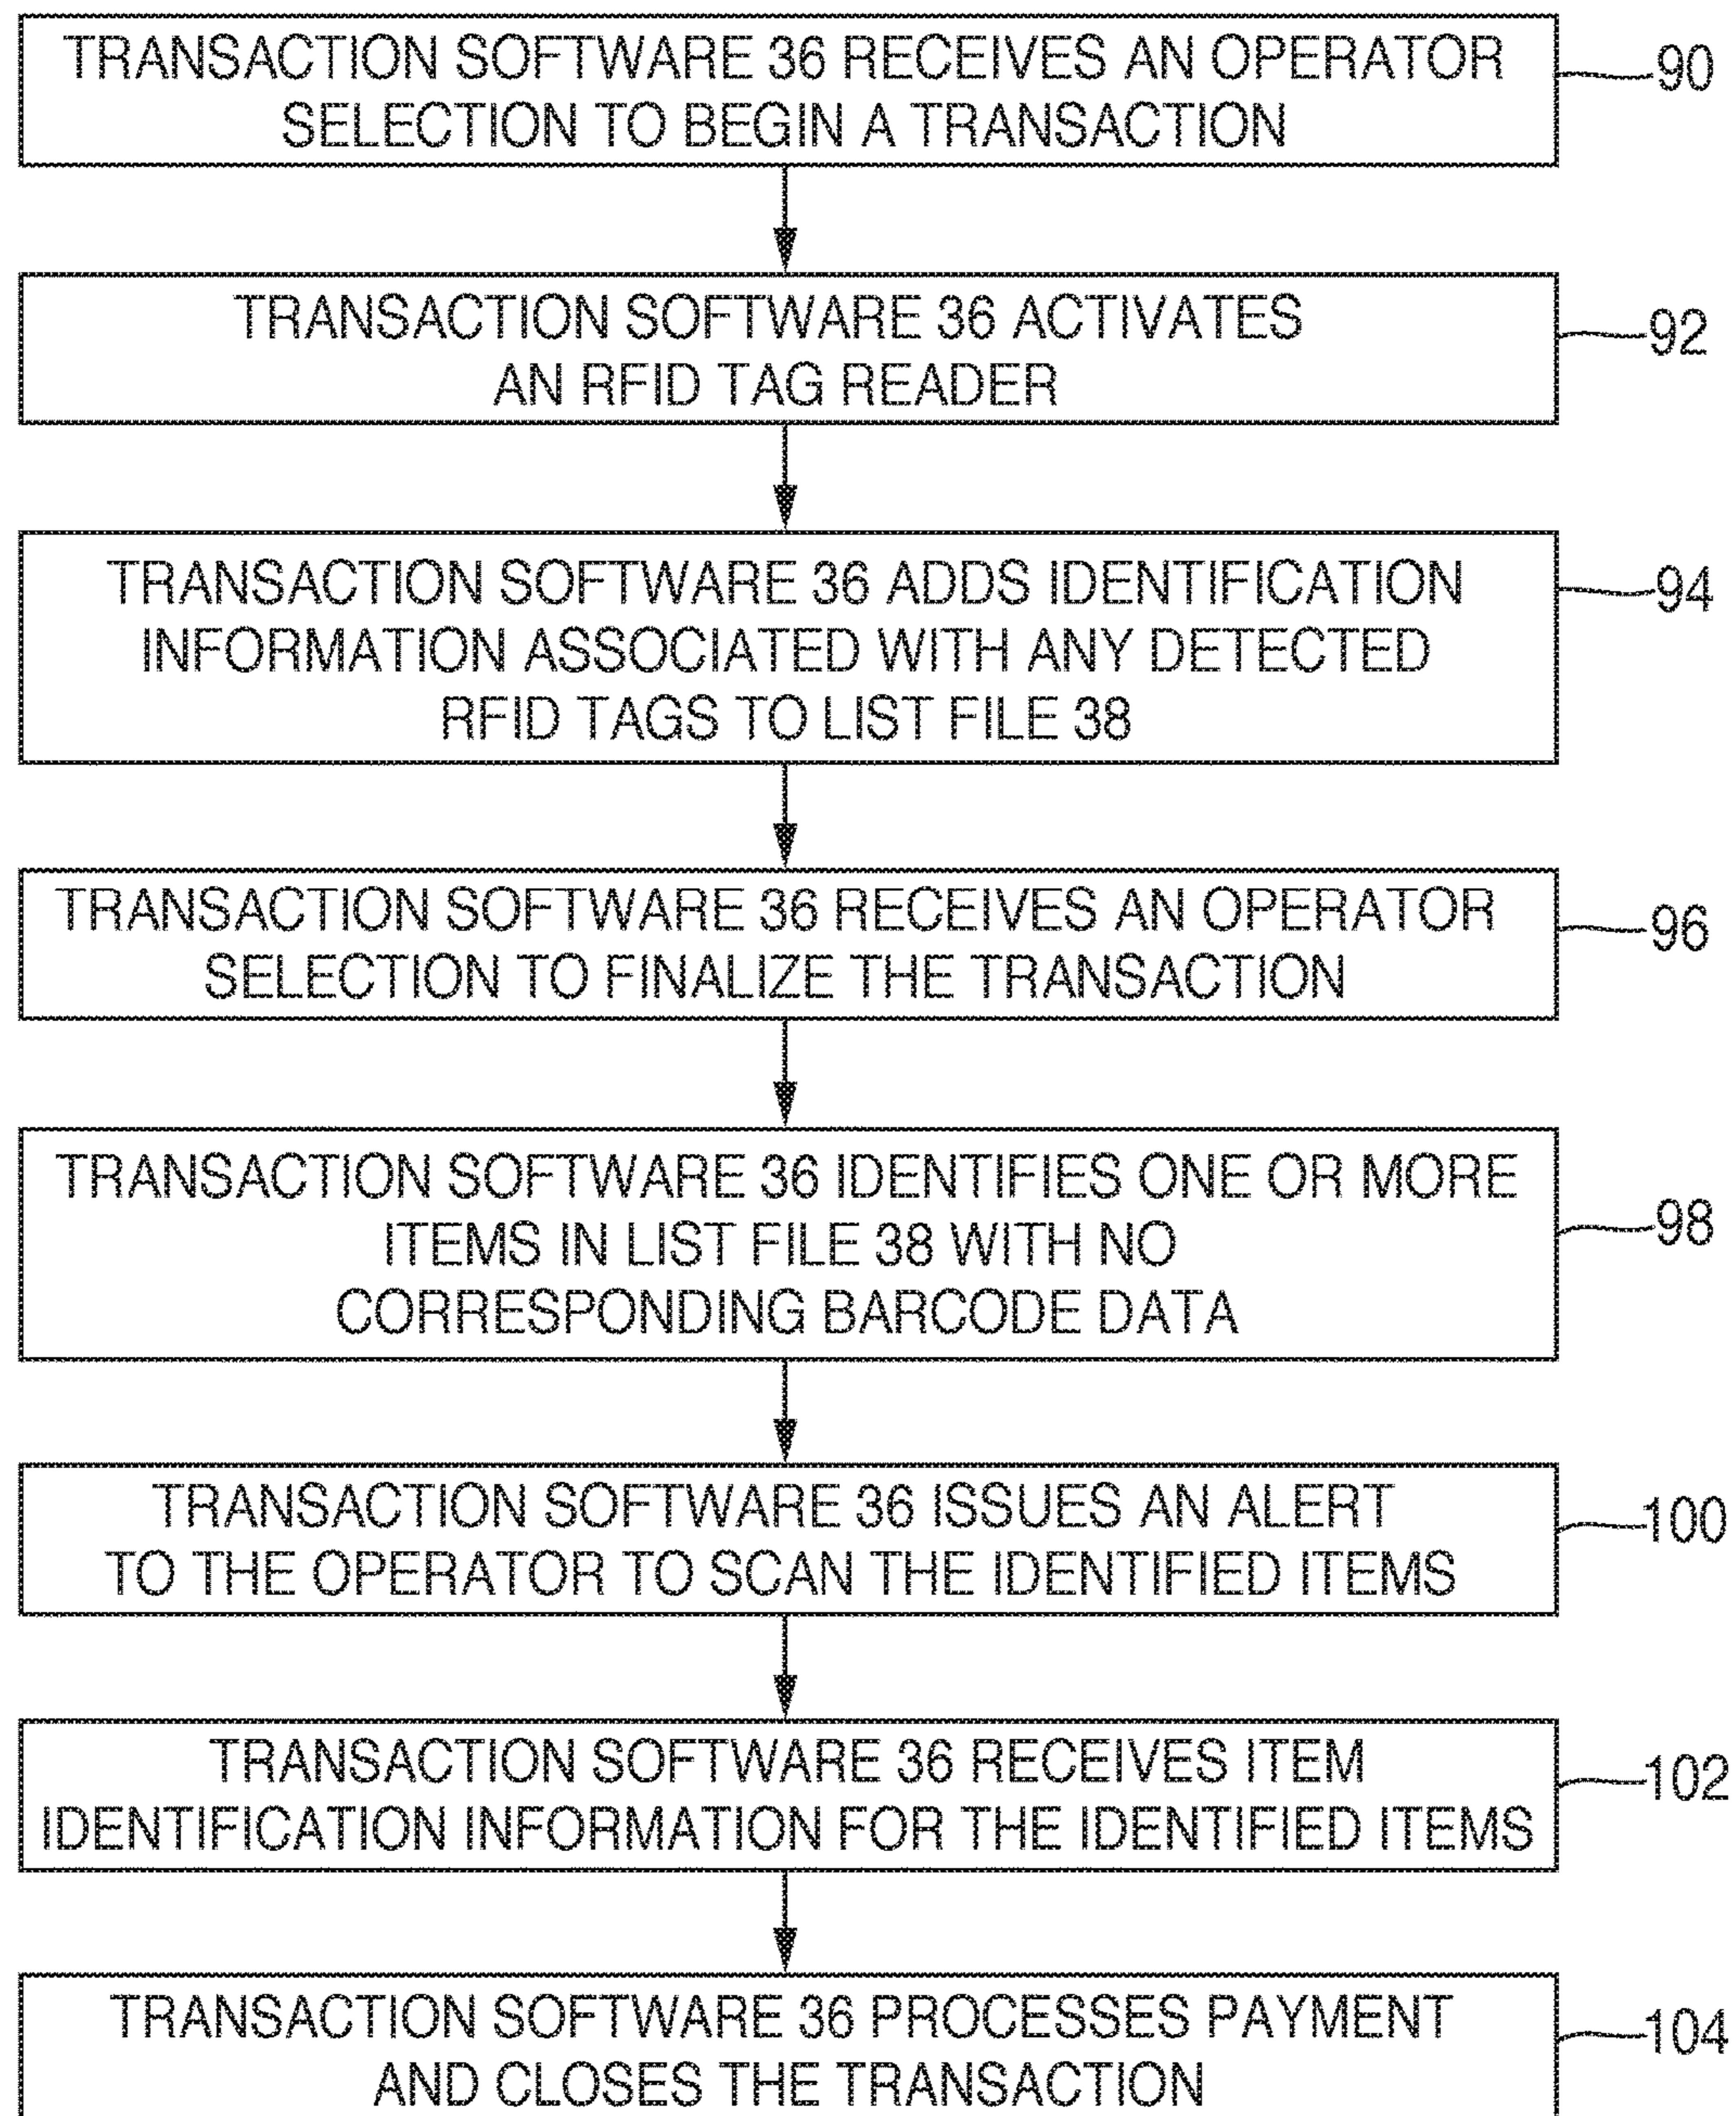 TRANSACTION SOFTWARE 36 RECEIVES AN OPERATOR
SELECTION TO BEGIN A TRANSACTION
90
TRANSACTION SOFTWARE 36 ACTIVATES
AN RFID TAG READER
92
TRANSACTION SOFTWARE 36 ADDS IDENTIFICATION
INFORMATION ASSOCIATED WITH ANY DETECTED
RFID TAGS TO LIST FILE 38
94
TRANSACTION SOFTWARE 36 RECEIVES AN OPERATOR
SELECTION TO FINALIZE THE TRANSACTION
96
TRANSACTION SOFTWARE 36 IDENTIFIES ONE OR MORE
ITEMS IN LIST FILE 38 WITH NO
CORRESPONDING BARCODE DATA
98
TRANSACTION SOFTWARE 36 ISSUES AN ALERT
TO THE OPERATOR TO SCAN THE IDENTIFIED ITEMS
100
TRANSACTION SOFTWARE 36 RECEIVES ITEM
IDENTIFICATION INFORMATION FOR THE IDENTIFIED ITEMS
102
TRANSACTION SOFTWARE 36 PROCESSES PAYMENT
AND CLOSES THE TRANSACTION
104